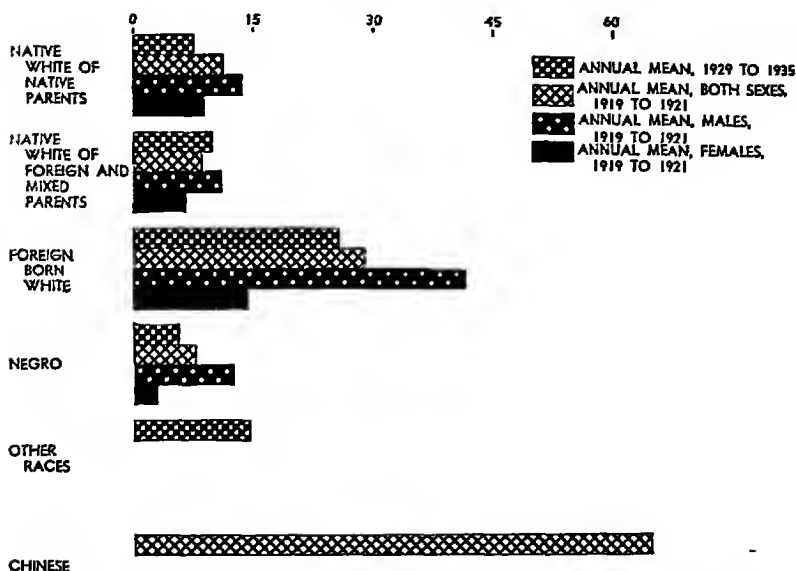 0 15 30 45 60
NATIVE
WHITE OF
NATIVE
PARENTS
NATIVE
WHITE OF
FOREIGN AND
MIXED
PARENTS
FOREIGN
BORN
WHITE
NEGRO
OTHER
RACES
CHINESE
ANNUAL MEAN, 1929 TO 1935
ANNUAL MEAN, BOTH SEXES,
1919 TO 1921
ANNUAL MEAN, MALES,
1919 TO 1921
ANNUAL MEAN, FEMALES,
1919 TO 1921